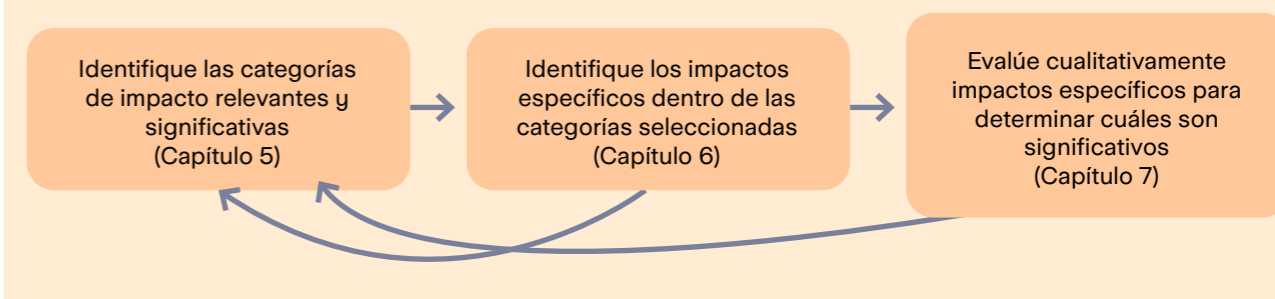 Identifique las categorías
de impacto relevantes y
significativas
(Capítulo 5)
Identifique los impactos
específicos dentro de las
categorías seleccionadas
(Capítulo 6)
Evalúe cualitativamente
impactos específicos para
determinar cuáles son
significativos
(Capítulo 7)